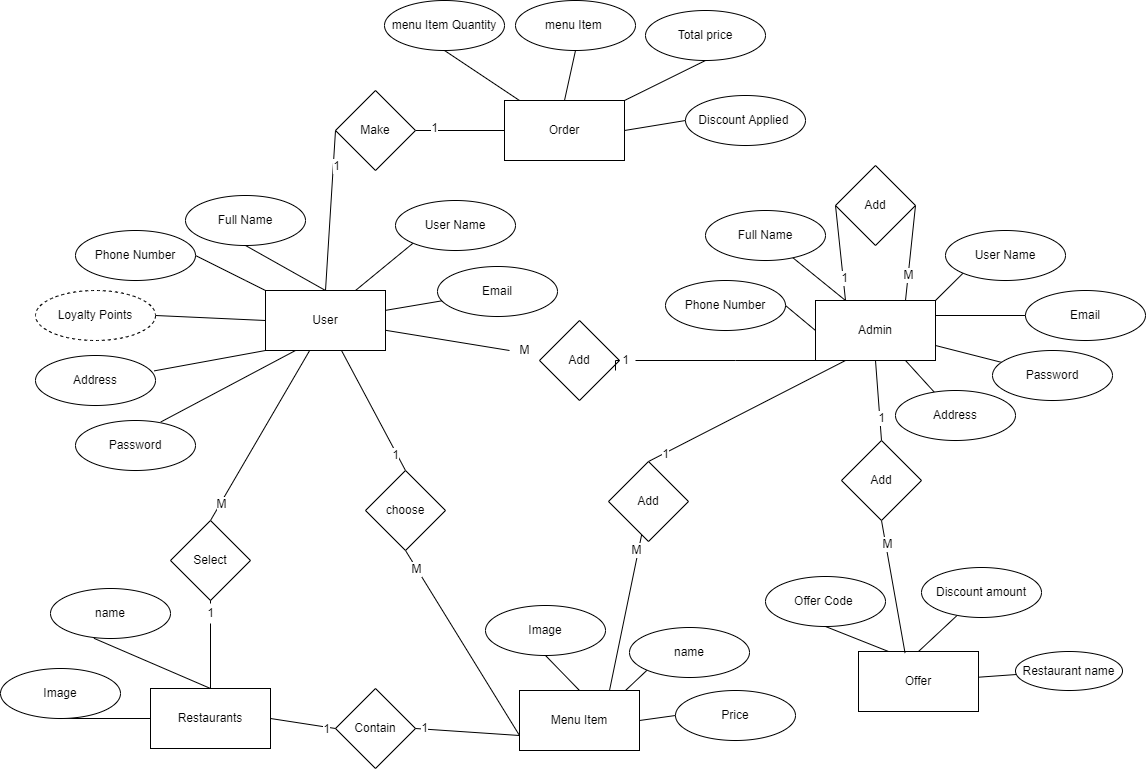 menu Item Quantity
menu Item
Total price
Discount Applied
Make
1
Order
1
Full Name
User Name
Phone Number
Email
Loyalty Points
User
Address
Password
M
Add
1
Add
Full Name
User Name
1
M
Phone Number
Email
Admin
Password
Address
1
1
choose
M
1
Add
M
Add
M
M
Select
1
name
Image
Restaurants
1
Contain
1
Image
name
Menu Item
Price
Offer Code
Discount amount
Restaurant name
Offer